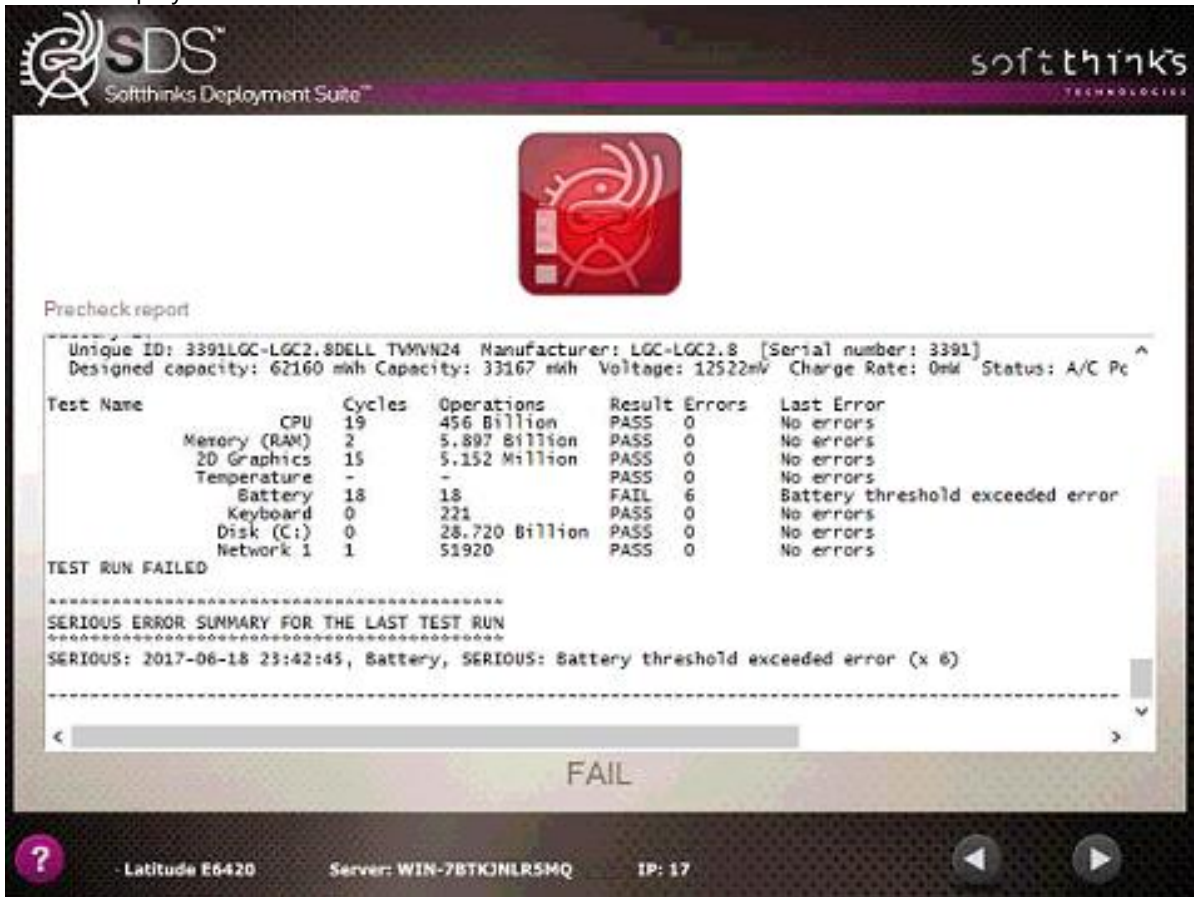 SDS™
Softthinks Deployment Suite™
softthinks
TECHNOLOGIES
Precheck report
Unique ID: 3391LGC-LGC2.8DELL TVMVN24 Manufacturer: LGC-LGC2.8 [Serial number: 3391]
Designed capacity: 62160 mWh Capacity: 33167 mWh Voltage: 12522mV Charge Rate: 0mW Status: A/C Pc
Test Name Cycles Operations Result Errors Last Error
CPU 19 456 Billion PASS 0 No errors
Memory (RAM) 2 5.897 Billion PASS 0 No errors
2D Graphics 15 5.152 Million PASS 0 No errors
Temperature - - PASS 0 No errors
Battery 18 18 FAIL 6 Battery threshold exceeded error
Keyboard 0 221 PASS 0 No errors
Disk (C:) 0 28.720 Billion PASS 0 No errors
Network 1 1 51920 PASS 0 No errors
TEST RUN FAILED
SERIOUS ERROR SUMMARY FOR THE LAST TEST RUN
SERIOUS: 2017-06-18 23:42:45, Battery, SERIOUS: Battery threshold exceeded error (x 6)
FAIL
?
- Latitude E6420 Server: WIN-7BTKJNLR5MQ IP: 17